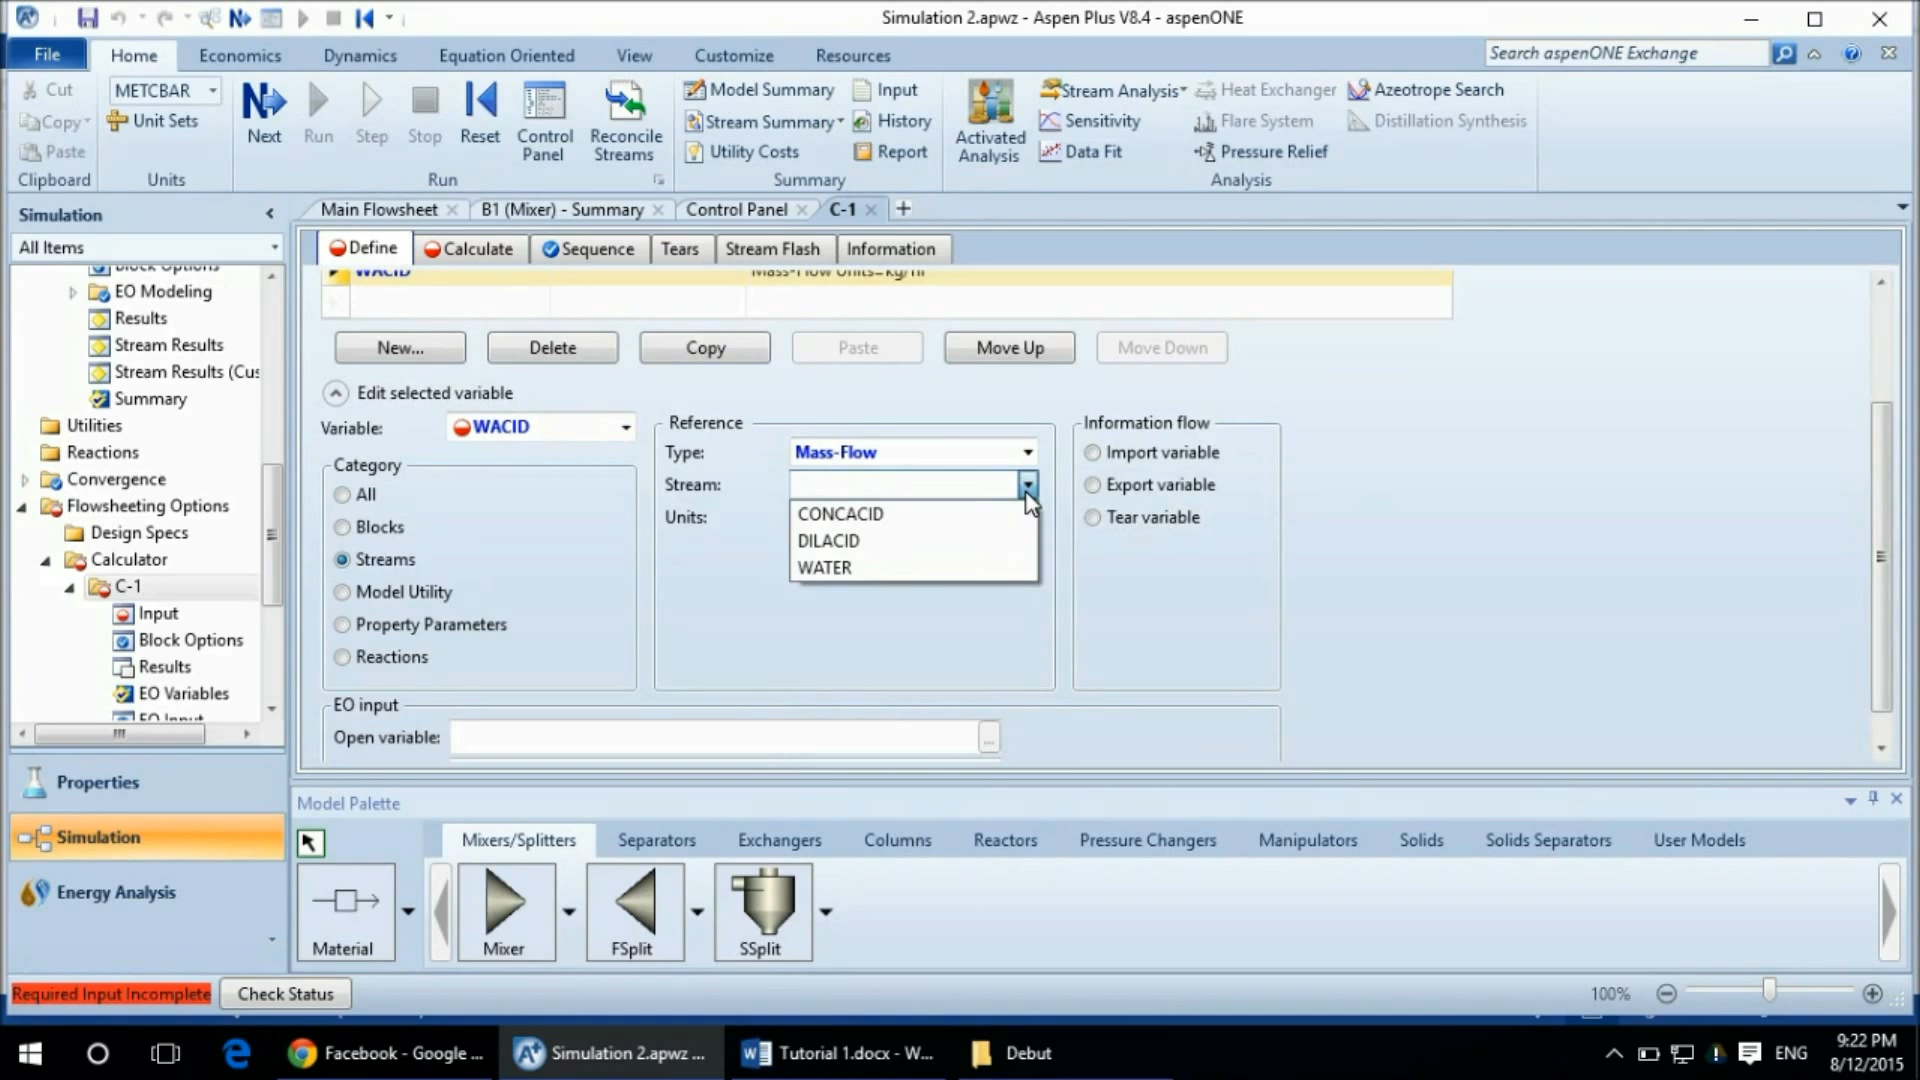 Simulation 2.apwz - Aspen Plus V8.4 - aspenONE
File Home Economics Dynamics Equation Oriented View Customize Resources Search aspenONE Exchange
Cut
Copy
Paste
Clipboard
METCBAR
Unit Sets
Units
Next Run Step Stop Reset Control Panel Reconcile Streams
Run
Model Summary Input
Stream Summary History
Utility Costs Report
Summary
Activated Analysis
Stream Analysis Heat Exchanger Azeotrope Search
Sensitivity Flare System Distillation Synthesis
Data Fit Pressure Relief
Analysis
Simulation
All Items
Block Options
EO Modeling
Results
Stream Results
Stream Results (Cus
Summary
Utilities
Reactions
Convergence
Flowsheeting Options
Design Specs
Calculator
C-1
Input
Block Options
Results
EO Variables
EO Input
Properties
Simulation
Energy Analysis
Main Flowsheet B1 (Mixer) - Summary Control Panel C-1 +
Define Calculate Sequence Tears Stream Flash Information
WACID Mass-Flow Units=kg/hr
New... Delete Copy Paste Move Up Move Down
Edit selected variable
Variable: WACID
Category
All
Blocks
Streams
Model Utility
Property Parameters
Reactions
Reference
Type: Mass-Flow
Stream:
Units:
CONCACID
DILACID
WATER
Information flow
Import variable
Export variable
Tear variable
EO input
Open variable:
...
Model Palette
Mixers/Splitters Separators Exchangers Columns Reactors Pressure Changers Manipulators Solids Solids Separators User Models
Material Mixer FSplit SSplit
Required Input Incomplete Check Status 100%
Facebook - Google ... Simulation 2.apwz ... Tutorial 1.docx - W... Debut ENG
9:22 PM
8/12/2015